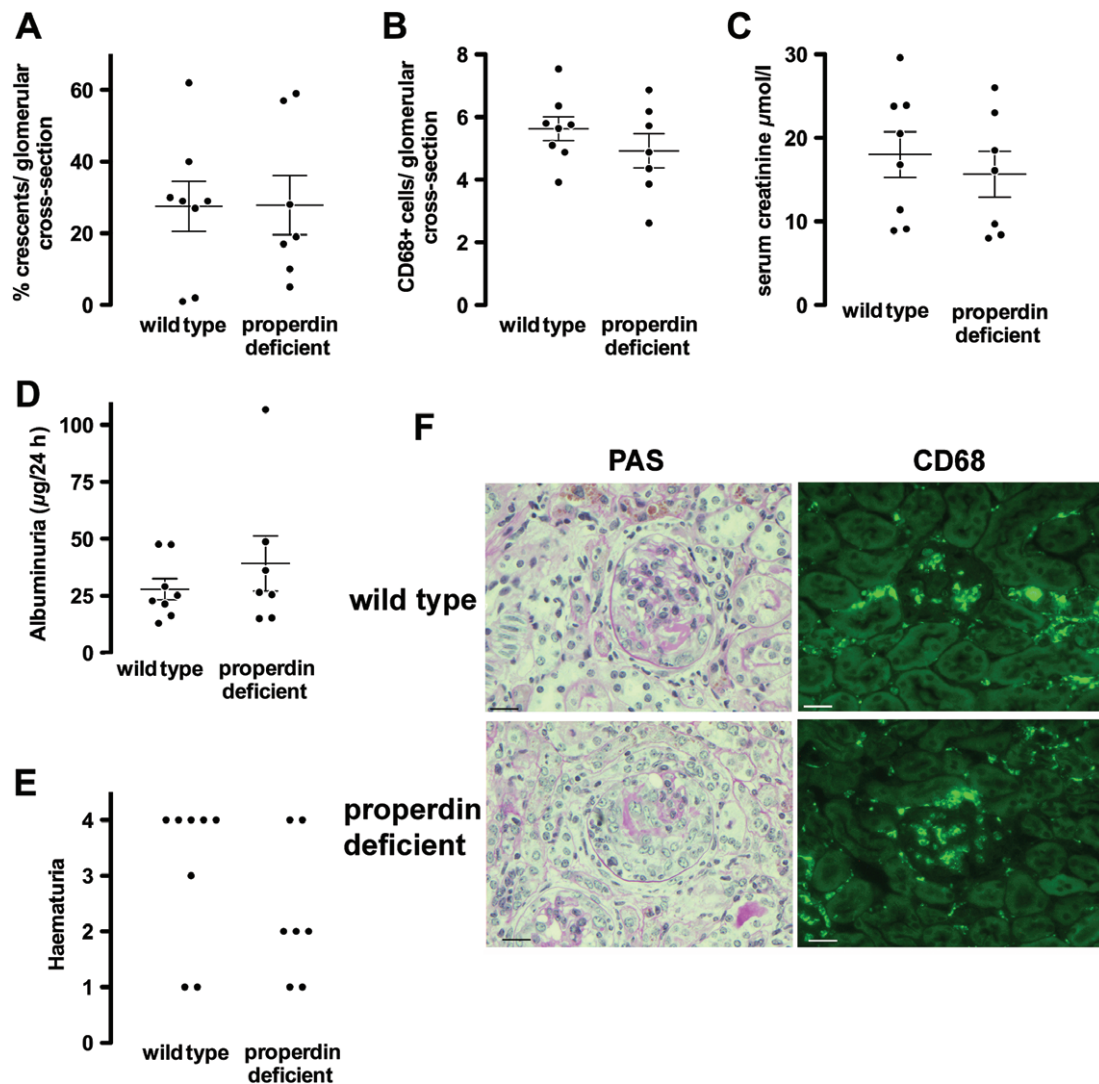 A
% crescents/ glomerular
cross-section
60
40
20
0
wild type
properdin
deficient
B
CD68+ cells/ glomerular
cross-section
8
6
4
2
0
wild type
properdin
deficient
C
serum creatinine µmol/l
30
20
10
0
wild type
properdin
deficient
D
Albuminuria (µg/24 h)
100
75
50
25
0
wild type
properdin
deficient
E
Haematuria
4
3
2
1
0
wild type
properdin
deficient
F
PAS
CD68
wild type
properdin
deficient